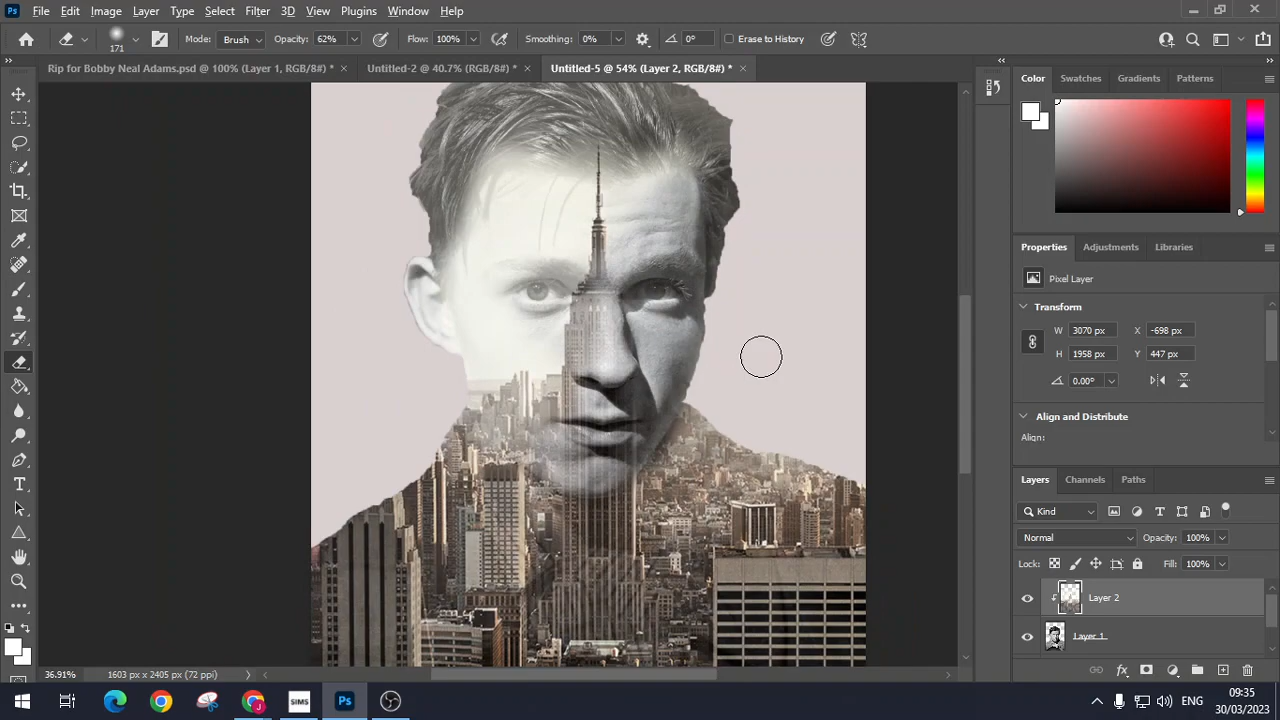 Ps File Edit Image Layer Type Select Filter 3D View Plugins Window Help
171 Mode: Brush Opacity: 62% Flow: 100% Smoothing: 0% 0° Erase to History
Rip for Bobby Neal Adams.psd @ 100% (Layer 1, RGB/8#) * × Untitled-2 @ 40.7% (RGB/8#) * × Untitled-5 @ 54% (Layer 2, RGB/8#) * ×
Color Swatches Gradients Patterns
Properties Adjustments Libraries
Pixel Layer
Transform
W 3070 px X -698 px
H 1958 px Y 447 px
0.00°
Align and Distribute
Align:
Layers Channels Paths
Kind
Normal Opacity: 100%
Lock: Fill: 100%
Layer 2
Layer 1
36.91% 1603 px x 2405 px (72 ppi)
SIMS Ps ENG 09:35
30/03/2023